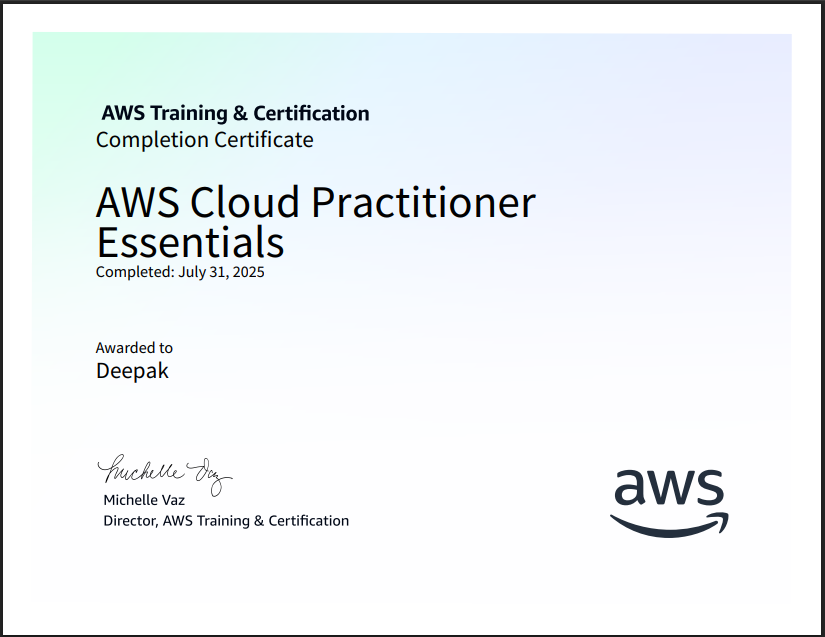 AWS Training & Certification
Completion Certificate
AWS Cloud Practitioner
Essentials
Completed: July 31, 2025
Awarded to
Deepak
Michelle Vaz
Michelle Vaz
Director, AWS Training & Certification
aws